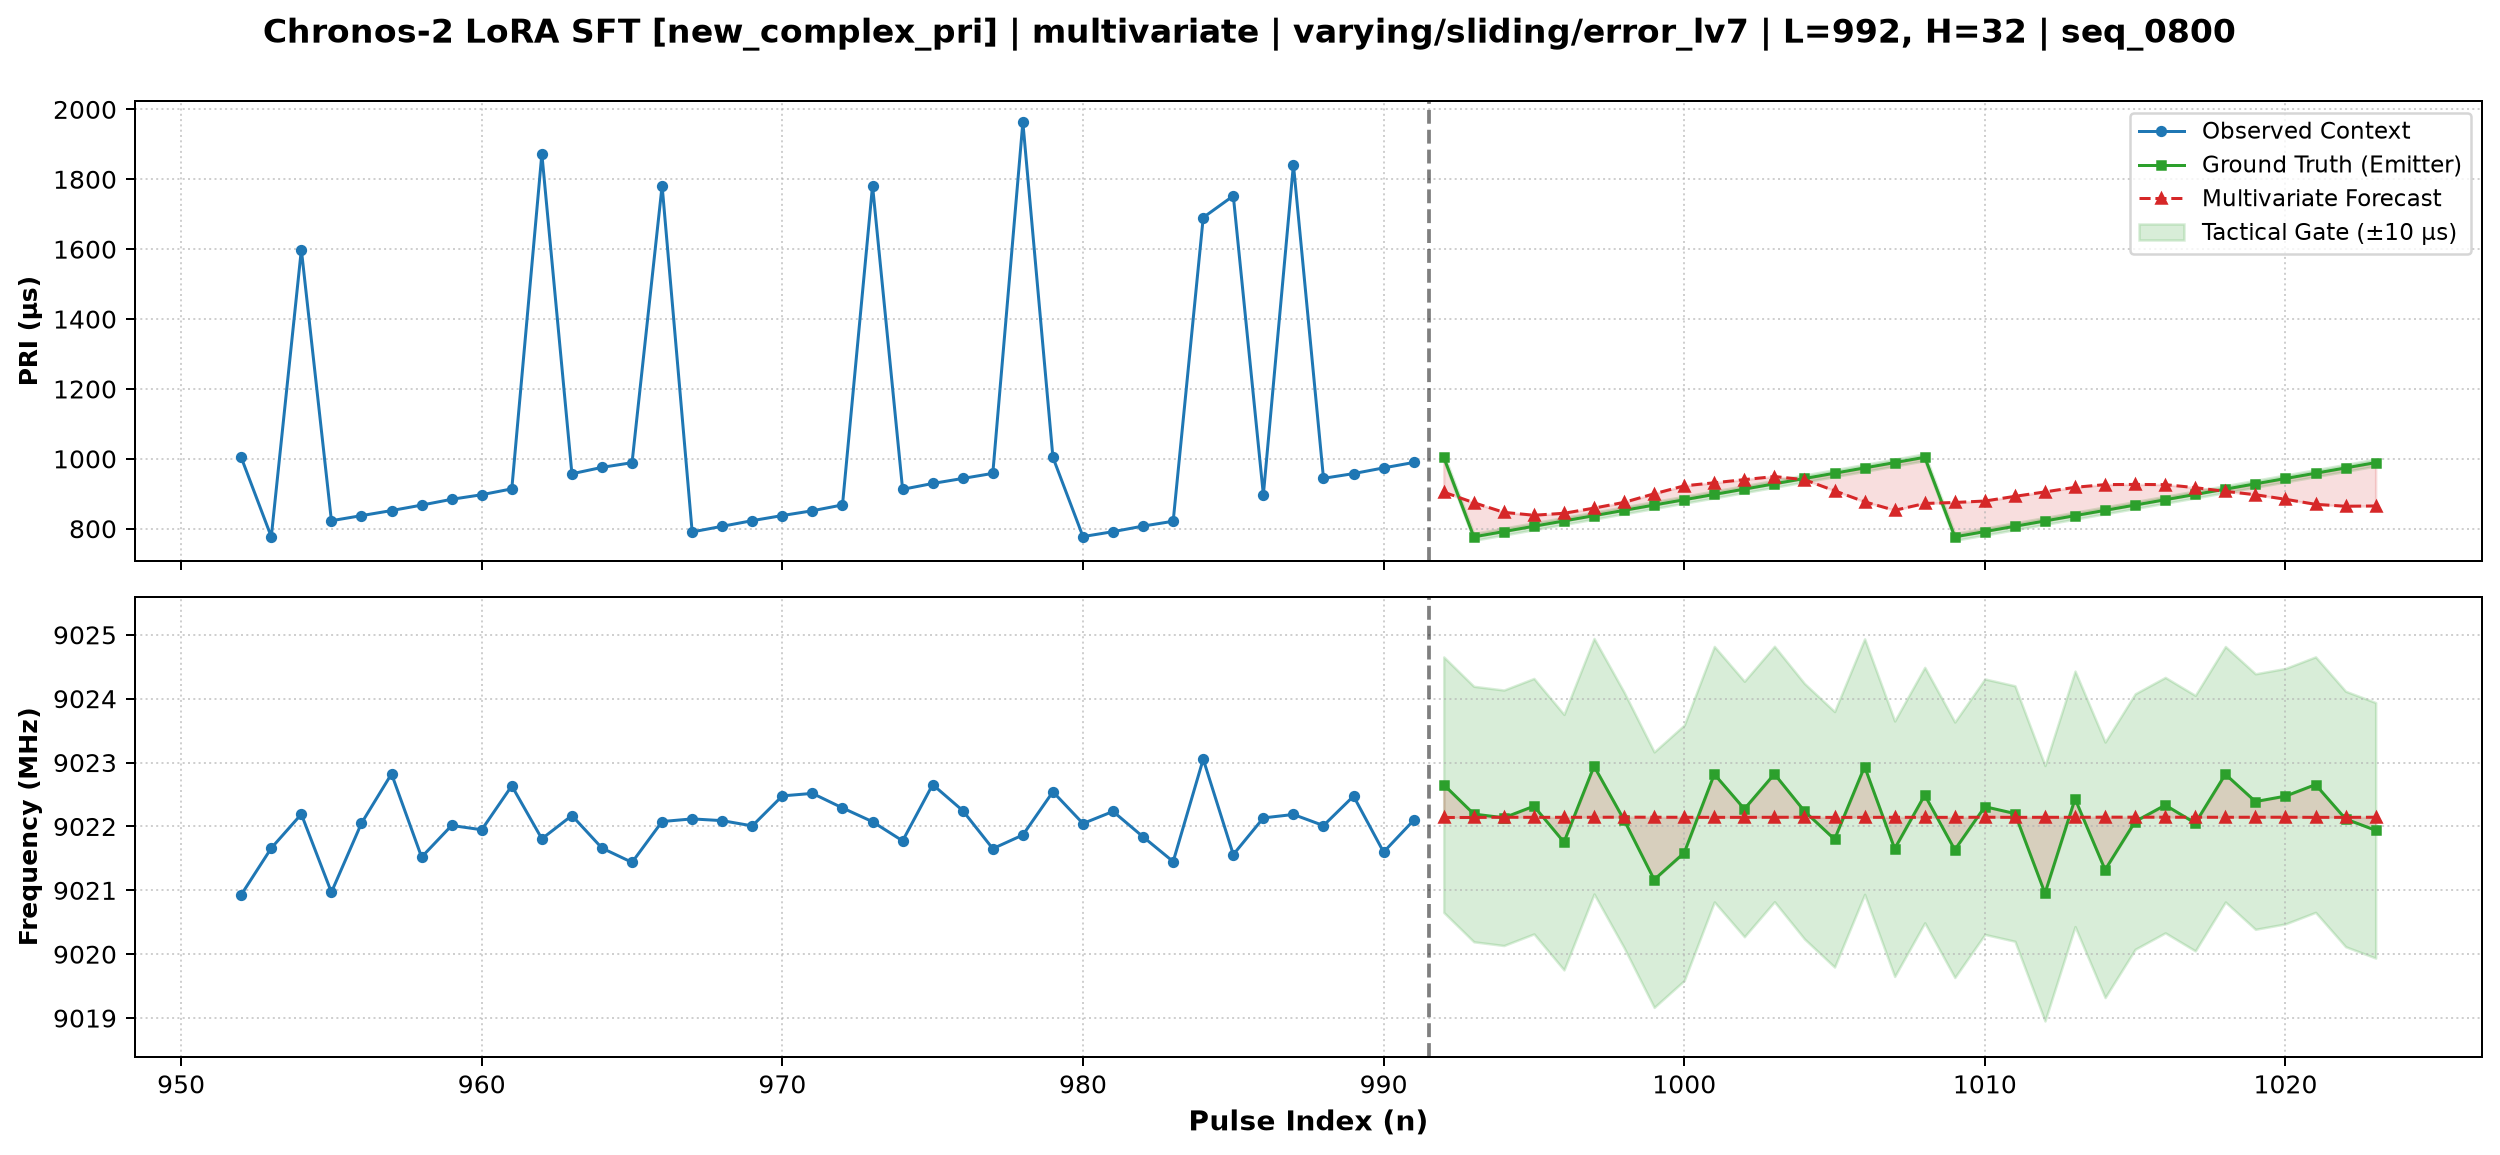 Chronos-2 LoRA SFT [new_complex_pri] | multivariate | varying/sliding/error_lv7 | L=992, H=32 | seq_0800
PRI (µs)
2000
1800
1600
1400
1200
1000
800
Observed Context
Ground Truth (Emitter)
Multivariate Forecast
Tactical Gate (±10 µs)
Frequency (MHz)
9025
9024
9023
9022
9021
9020
9019
950 960 970 980 990 1000 1010 1020
Pulse Index (n)